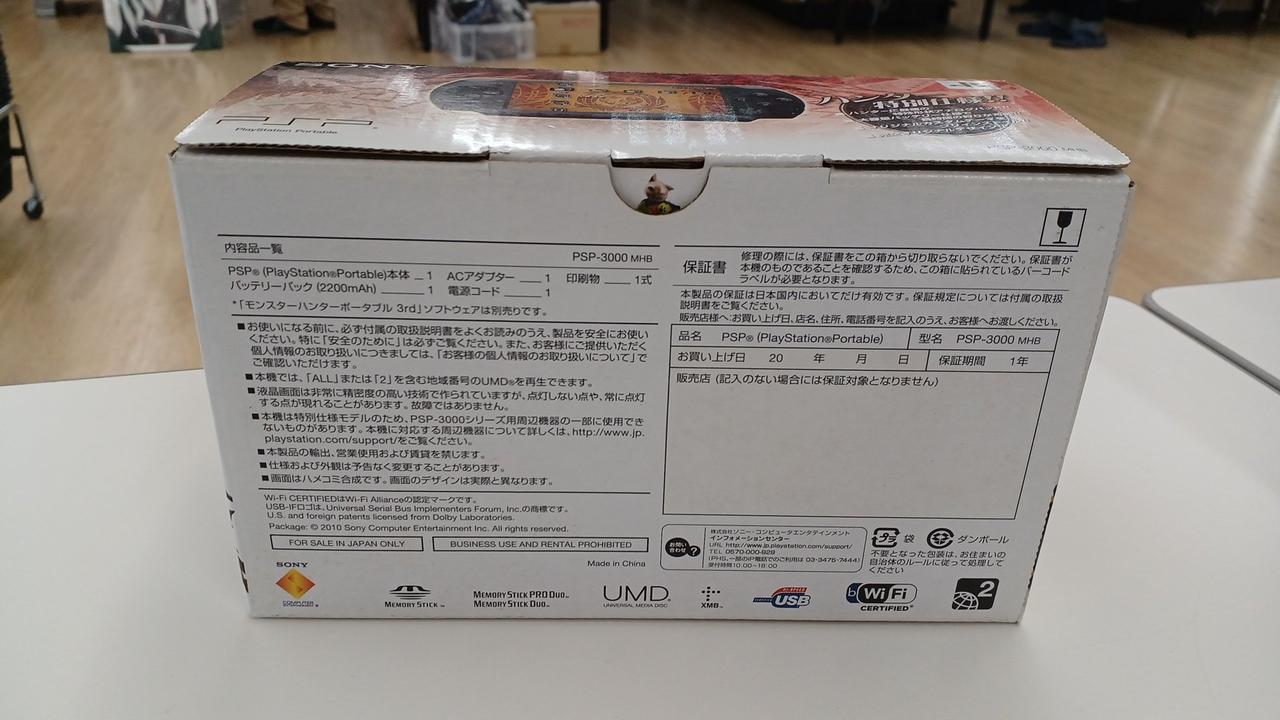 SONY
PSP
PlayStation Portable
特別仕様
PSP-3000 MHB
内容品一覧 PSP-3000 MHB
PSP® (PlayStation®Portable)本体 1 ACアダプター 1 印刷物 1式
バッテリーパック (2200mAh) 1 電源コード 1
*「モンスターハンターポータブル 3rd」ソフトウェアは別売りです。
■お使いになる前に、必ず付属の取扱説明書をよくお読みのうえ、製品を安全にお使い
ください。特に「安全のために」は必ずご覧ください。また、お客様にご提供いただく
個人情報のお取り扱いにつきましては、「お客様の個人情報のお取り扱いについて」で
ご確認いただけます。
■本機では、「ALL」または「2」を含む地域番号のUMD®を再生できます。
■液晶画面は非常に精密度の高い技術で作られていますが、点灯しない点や、常に点灯
する点が現れることがあります。故障ではありません。
■本機は特別仕様モデルのため、PSP-3000シリーズ用周辺機器の一部に使用でき
ないものがあります。本機に対応する周辺機器について詳しくは、http://www.jp.
playstation.com/support/をご覧ください。
■本製品の輸出、営業使用および賃貸を禁じます。
■仕様および外観は予告なく変更することがあります。
■画面はハメコミ合成です。画面のデザインは実際と異なります。
Wi-Fi CERTIFIEDはWi-Fi Allianceの認定マークです。
USB-IFロゴは、Universal Serial Bus Implementers Forum, Inc.の商標です。
U.S. and foreign patents licensed from Dolby Laboratories.
Package: © 2010 Sony Computer Entertainment Inc. All rights reserved.
FOR SALE IN JAPAN ONLY
BUSINESS USE AND RENTAL PROHIBITED
Made in China
保証書
修理の際には、保証書をこの箱から切り取らないでください。保証書が
本機のものであることを確認するため、この箱に貼られているバーコード
ラベルが必要となります。
本製品の保証は日本国内においてだけ有効です。保証規定については付属の取扱
説明書をご覧ください。
販売店様へ:お買い上げ日、店名、住所、電話番号を記入のうえ、お客様へお渡しください。
品名 PSP® (PlayStation®Portable) 型名 PSP-3000 MHB
お買い上げ日 20 年 月 日 保証期間 1年
販売店 (記入のない場合には保証対象となりません)
お問い合わせ ?
株式会社ソニー・コンピュータエンタテインメント
インフォメーションセンター
URL http://www.jp.playstation.com/support/
TEL 0570-000-929
(PHS、一部のIP電話でのご利用は 03-3475-7444)
受付時間10:00~18:00
プラ 袋 ダンボール
不要となった包装は、お住まいの
自治体のルールに従って処理して
ください
SONY
COMPUTER
ENTERTAINMENT
MEMORY STICK™
MEMORY STICK PRO DUO™
MEMORY STICK DUO™
UMD
UNIVERSAL MEDIA DISC
XMB™
HI-SPEED
CERTIFIED USB
b Wi Fi
CERTIFIED®
2